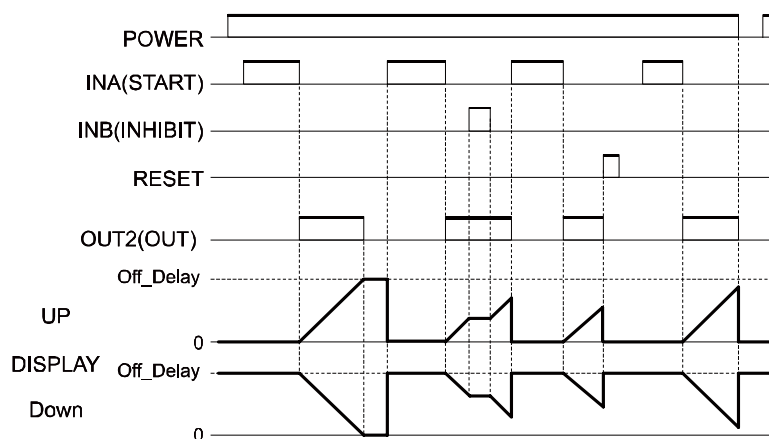 POWER
INA(START)
INB(INHIBIT)
RESET
OUT2(OUT)
Off_Delay
UP
0
DISPLAY
Off_Delay
Down
0